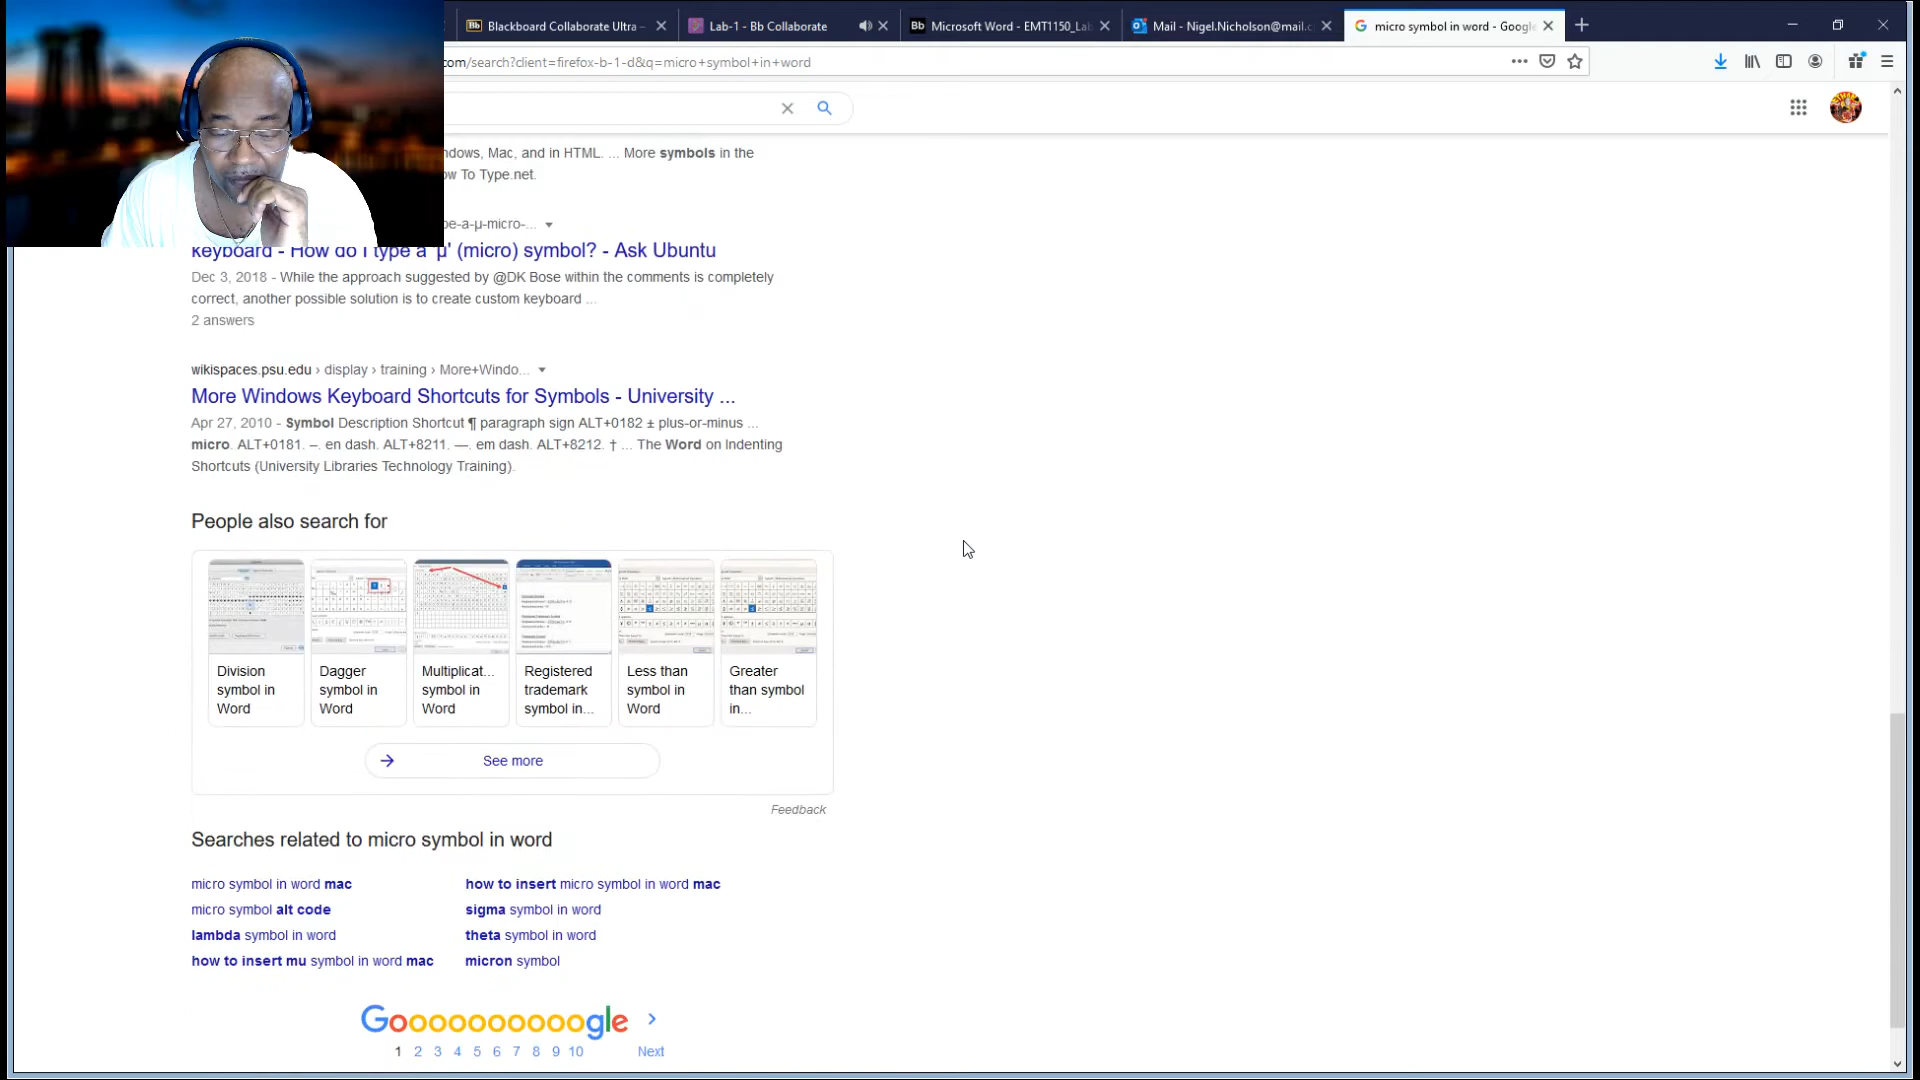 Blackboard Collaborate Ultra –
Lab-1 - Bb Collaborate
Microsoft Word - EMT1150_La
Mail - Nigel.Nicholson@mail.c
micro symbol in word - Google
com/search?client=firefox-b-1-d&q=micro+symbol+in+word
ndows, Mac, and in HTML. ... More symbols in the
ow To Type.net.
pe-a-µ-micro-...
keyboard - How do I type a 'µ' (micro) symbol? - Ask Ubuntu
Dec 3, 2018 - While the approach suggested by @DK Bose within the comments is completely
correct, another possible solution is to create custom keyboard ...
2 answers
wikispaces.psu.edu › display › training › More+Windo...
More Windows Keyboard Shortcuts for Symbols - University ...
Apr 27, 2010 - Symbol Description Shortcut ¶ paragraph sign ALT+0182 ± plus-or-minus ...
micro. ALT+0181. –. en dash. ALT+8211. —. em dash. ALT+8212. † ... The Word on Indenting
Shortcuts (University Libraries Technology Training).
People also search for
Division symbol in Word
Dagger symbol in Word
Multiplicat... symbol in Word
Registered trademark symbol in...
Less than symbol in Word
Greater than symbol in...
See more
Feedback
Searches related to micro symbol in word
micro symbol in word mac
how to insert micro symbol in word mac
micro symbol alt code
sigma symbol in word
lambda symbol in word
theta symbol in word
how to insert mu symbol in word mac
micron symbol
Goooooooooogle
1 2 3 4 5 6 7 8 9 10 Next